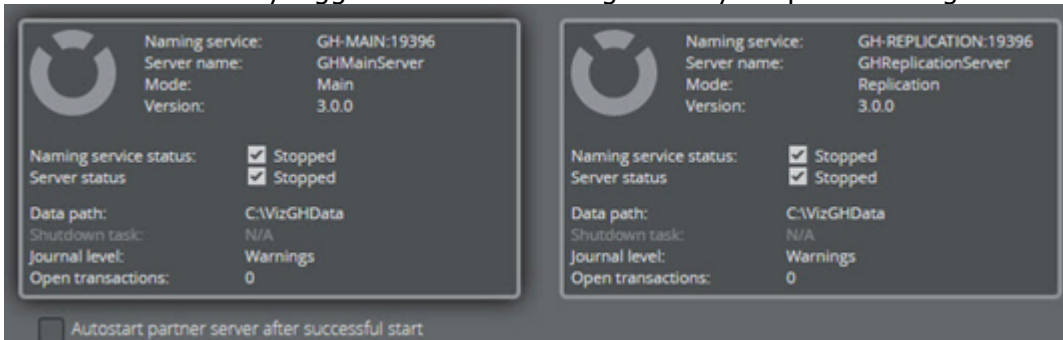 Naming service: GH-MAIN:19396
Server name: GHMainServer
Mode: Main
Version: 3.0.0
Naming service status: Stopped
Server status Stopped
Data path: C:\VizGHData
Shutdown task: N/A
Journal level: Warnings
Open transactions: 0
Naming service: GH-REPLICATION:19396
Server name: GHReplicationServer
Mode: Replication
Version: 3.0.0
Naming service status: Stopped
Server status Stopped
Data path: C:\VizGHData
Shutdown task: N/A
Journal level: Warnings
Open transactions: 0
Autostart partner server after successful start